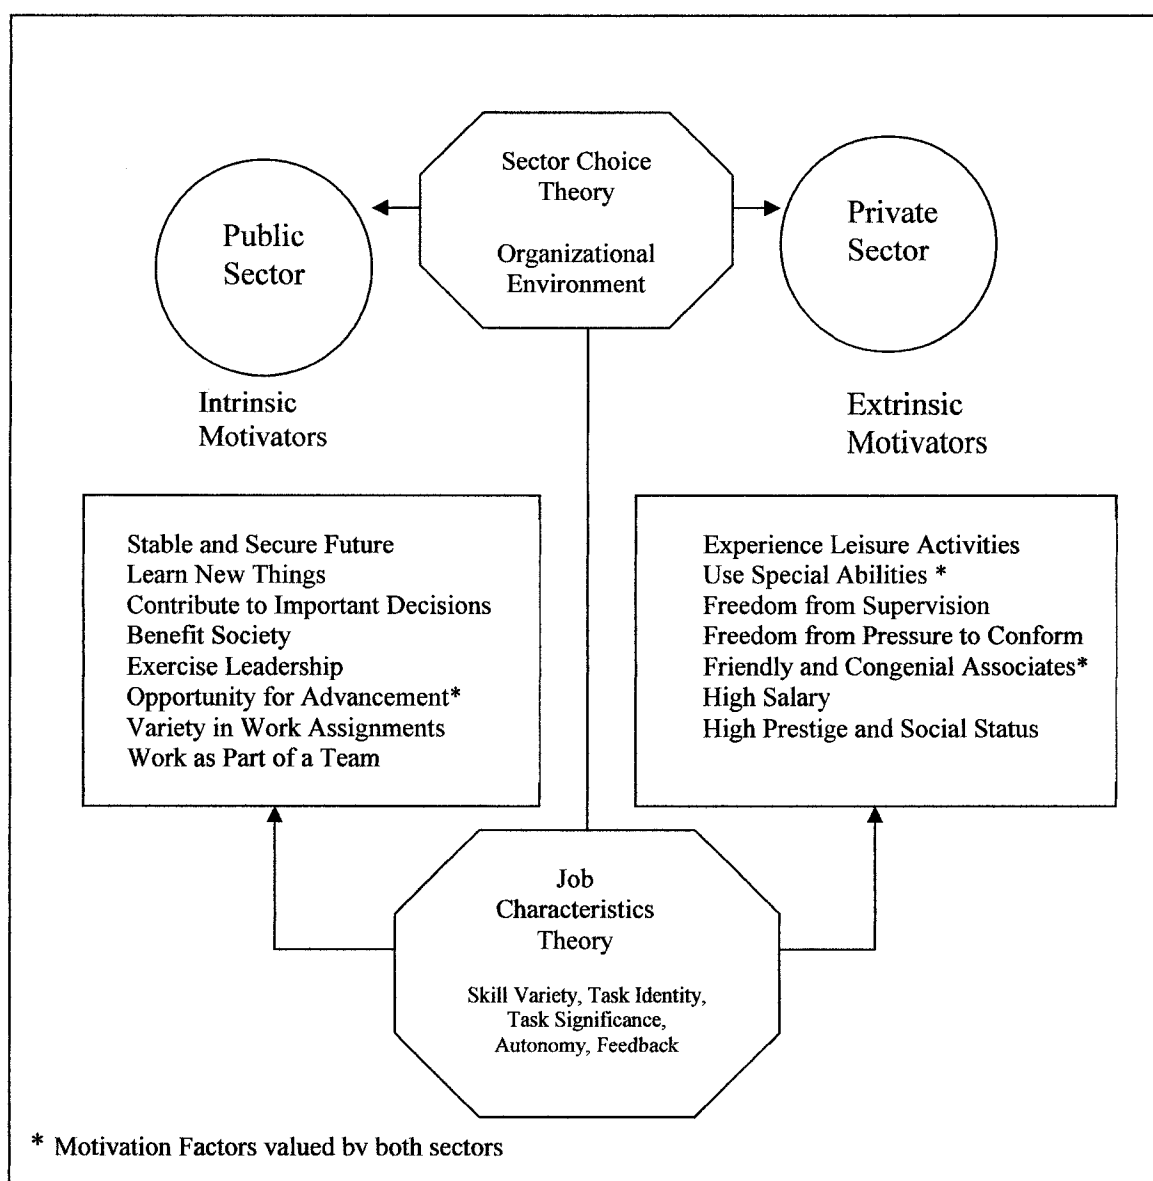 Sector Choice
Theory
Organizational
Environment
Public
Sector
Private
Sector
Intrinsic
Motivators
Extrinsic
Motivators
Stable and Secure Future
Learn New Things
Contribute to Important Decisions
Benefit Society
Exercise Leadership
Opportunity for Advancement*
Variety in Work Assignments
Work as Part of a Team
Experience Leisure Activities
Use Special Abilities *
Freedom from Supervision
Freedom from Pressure to Conform
Friendly and Congenial Associates*
High Salary
High Prestige and Social Status
Job
Characteristics
Theory
Skill Variety, Task Identity,
Task Significance,
Autonomy, Feedback
* Motivation Factors valued by both sectors